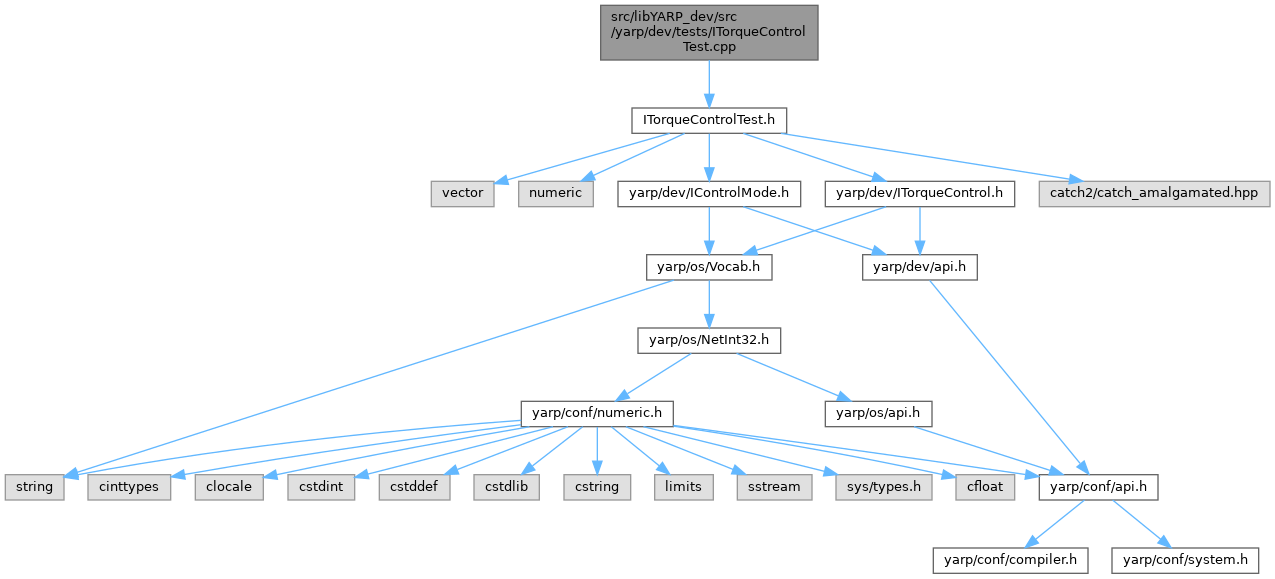 src/libYARP_dev/src
/yarp/dev/tests/ITorqueControl
Test.cpp
ITorqueControlTest.h
vector
numeric
yarp/dev/IControlMode.h
yarp/dev/ITorqueControl.h
catch2/catch_amalgamated.hpp
yarp/os/Vocab.h
yarp/dev/api.h
yarp/os/NetInt32.h
yarp/conf/numeric.h
yarp/os/api.h
string
cinttypes
clocale
cstdint
cstddef
cstdlib
cstring
limits
sstream
sys/types.h
cfloat
yarp/conf/api.h
yarp/conf/compiler.h
yarp/conf/system.h